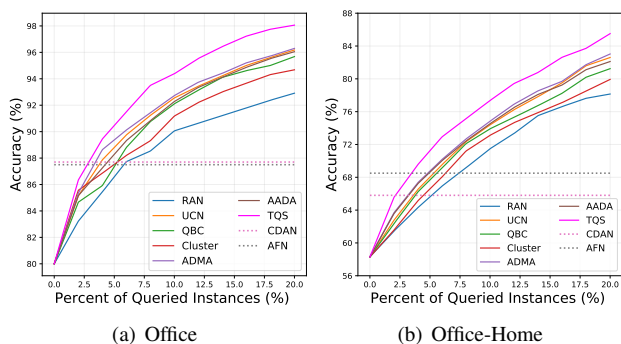 98
96
94
92
90
88
86
84
82
80
Accuracy (%)
0.0 2.5 5.0 7.5 10.0 12.5 15.0 17.5 20.0
Percent of Queried Instances (%)
RAN
UCN
QBC
Cluster
ADMA
AADA
TQS
CDAN
AFN
(a) Office
88
84
80
76
72
68
64
60
56
Accuracy (%)
0.0 2.5 5.0 7.5 10.0 12.5 15.0 17.5 20.0
Percent of Queried Instances (%)
RAN
UCN
QBC
Cluster
ADMA
AADA
TQS
CDAN
AFN
(b) Office-Home